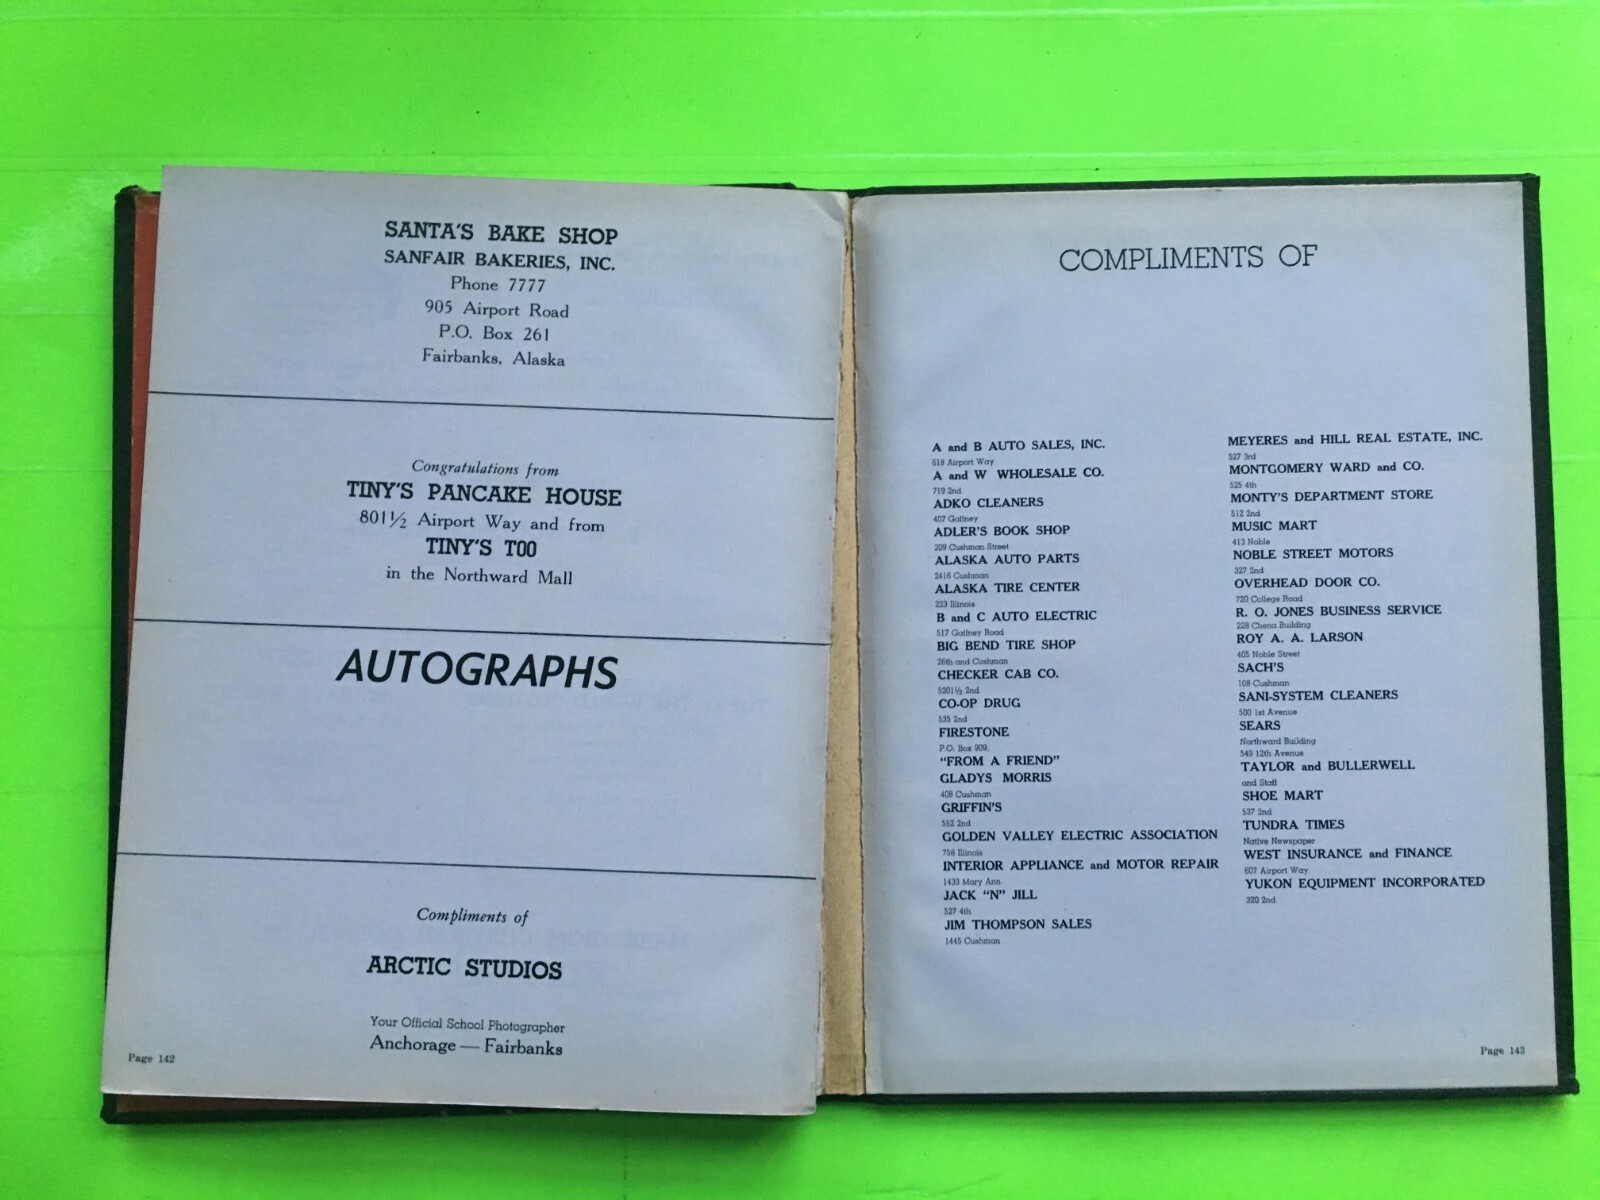 SANTA'S BAKE SHOP
SANFAIR BAKERIES, INC.
Phone 7777
905 Airport Road
P.O. Box 261
Fairbanks, Alaska
Congratulations from
TINY'S PANCAKE HOUSE
801½ Airport Way and from
TINY'S TOO
in the Northward Mall
AUTOGRAPHS
Compliments of
ARCTIC STUDIOS
Your Official School Photographer
Anchorage — Fairbanks
Page 142
COMPLIMENTS OF
A and B AUTO SALES, INC.
618 Airport Way
A and W WHOLESALE CO.
719 2nd
ADKO CLEANERS
407 Gaffney
ADLER'S BOOK SHOP
209 Cushman Street
ALASKA AUTO PARTS
2416 Cushman
ALASKA TIRE CENTER
223 Illinois
B and C AUTO ELECTRIC
517 Gaffney Road
BIG BEND TIRE SHOP
26th and Cushman
CHECKER CAB CO.
5201½ 2nd
CO-OP DRUG
535 2nd
FIRESTONE
P.O. Box 909.
"FROM A FRIEND"
GLADYS MORRIS
408 Cushman
GRIFFIN'S
552 2nd
GOLDEN VALLEY ELECTRIC ASSOCIATION
758 Illinois
INTERIOR APPLIANCE and MOTOR REPAIR
1433 Mary Ann
JACK "N" JILL
527 4th
JIM THOMPSON SALES
1445 Cushman
MEYERES and HILL REAL ESTATE, INC.
527 3rd
MONTGOMERY WARD and CO.
525 4th
MONTY'S DEPARTMENT STORE
512 2nd
MUSIC MART
413 Noble
NOBLE STREET MOTORS
327 2nd
OVERHEAD DOOR CO.
720 College Road
R. O. JONES BUSINESS SERVICE
228 Chena Building
ROY A. A. LARSON
405 Noble Street
SACH'S
108 Cushman
SANI-SYSTEM CLEANERS
500 1st Avenue
SEARS
Northward Building
549 12th Avenue
TAYLOR and BULLERWELL
and Staff
SHOE MART
537 2nd
TUNDRA TIMES
Native Newspaper
WEST INSURANCE and FINANCE
607 Airport Way
YUKON EQUIPMENT INCORPORATED
320 2nd
Page 143